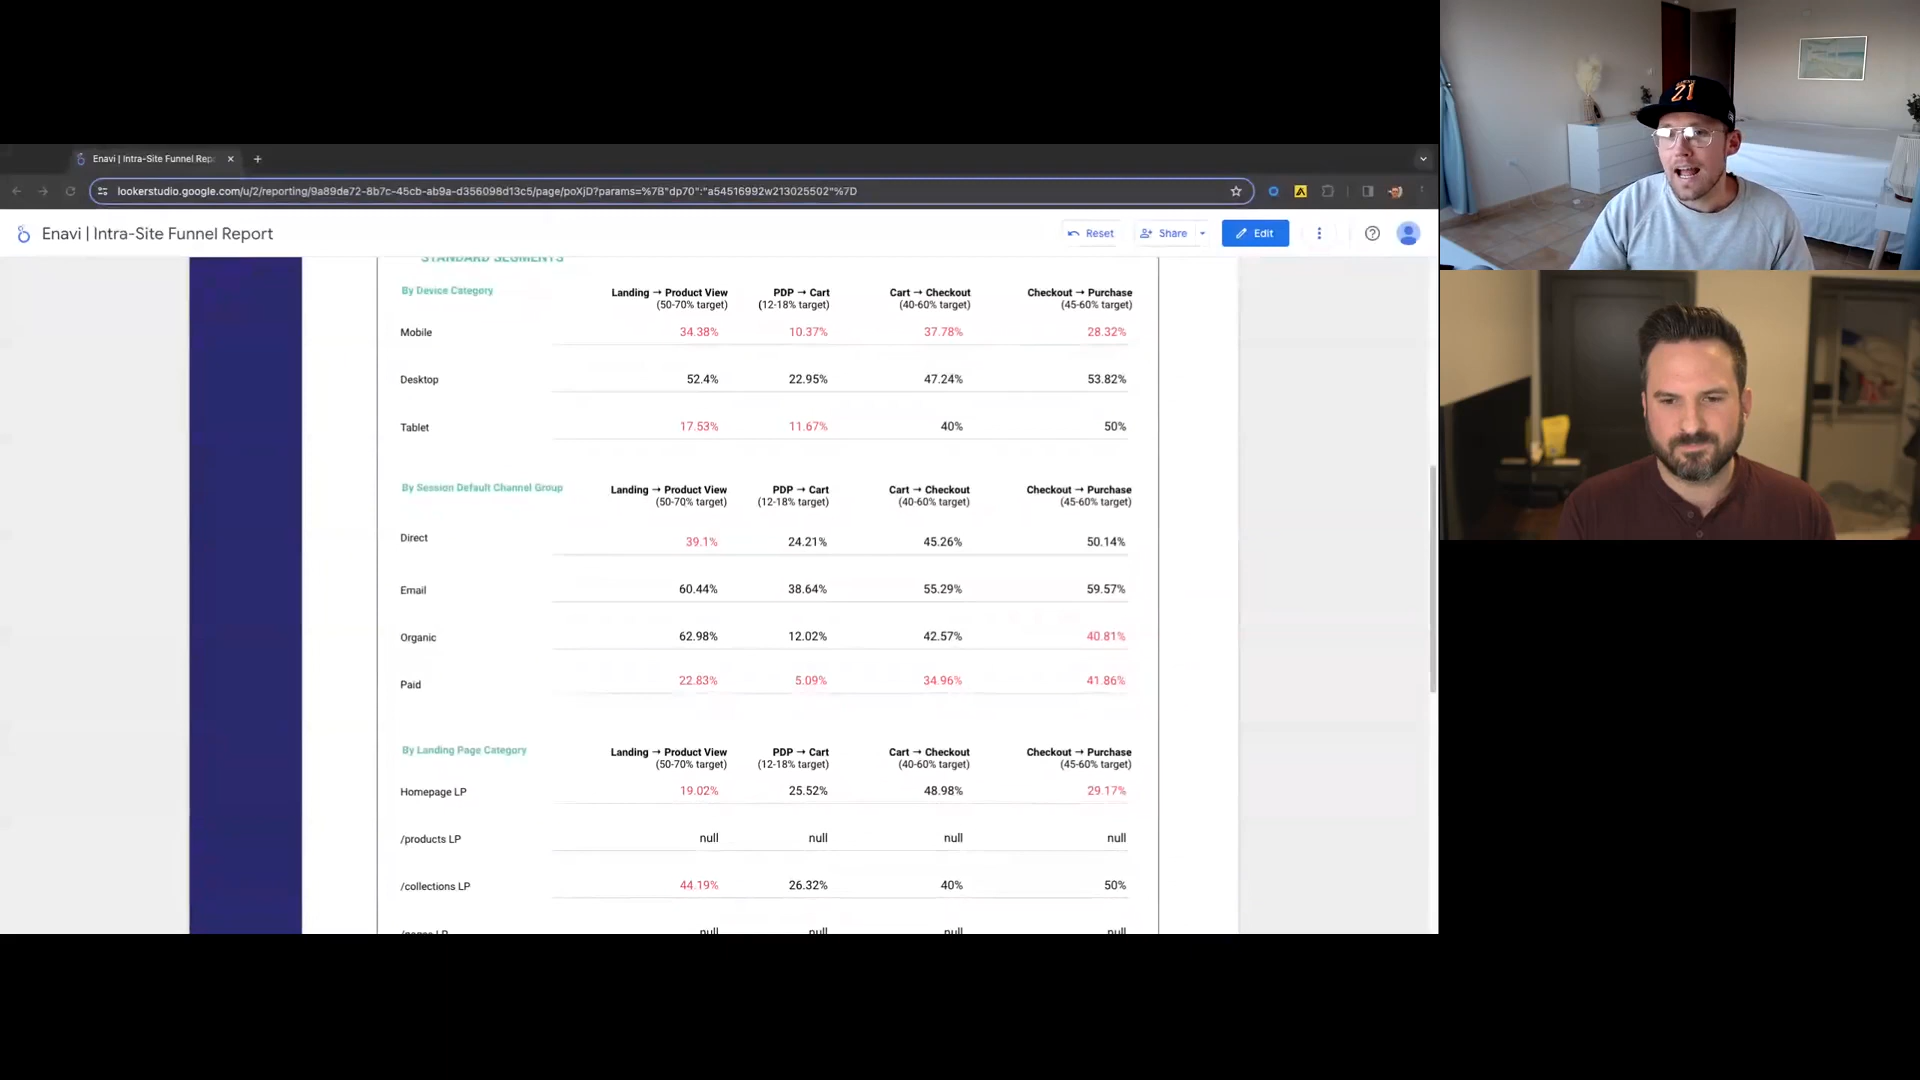 Enavi | Intra-Site Funnel Rep
lookerstudio.google.com/u/2/reporting/9a89de72-8b7c-45cb-ab9a-d356098d13c5/page/poXjD?params=%7B"dp70":"a54516992w213025502"%7D
Enavi | Intra-Site Funnel Report
Reset
Share
Edit
STANDARD SEGMENTS
By Device Category Landing → Product View PDP → Cart Cart → Checkout Checkout → Purchase
(50-70% target) (12-18% target) (40-60% target) (45-60% target)
Mobile 34.38% 10.37% 37.78% 28.32%
Desktop 52.4% 22.95% 47.24% 53.82%
Tablet 17.53% 11.67% 40% 50%
By Session Default Channel Group Landing → Product View PDP → Cart Cart → Checkout Checkout → Purchase
(50-70% target) (12-18% target) (40-60% target) (45-60% target)
Direct 39.1% 24.21% 45.26% 50.14%
Email 60.44% 38.64% 55.29% 59.57%
Organic 62.98% 12.02% 42.57% 40.81%
Paid 22.83% 5.09% 34.96% 41.86%
By Landing Page Category Landing → Product View PDP → Cart Cart → Checkout Checkout → Purchase
(50-70% target) (12-18% target) (40-60% target) (45-60% target)
Homepage LP 19.02% 25.52% 48.98% 29.17%
/products LP null null null null
/collections LP 44.19% 26.32% 40% 50%
/pages LP null null null null
21